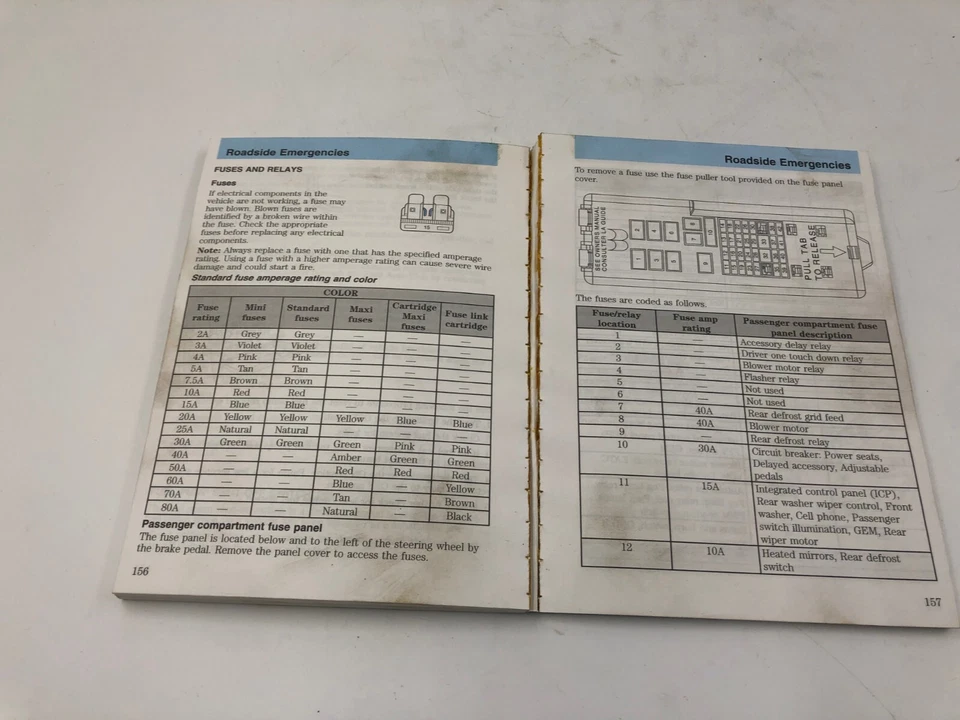 Roadside Emergencies
FUSES AND RELAYS
Fuses
If electrical components in the
vehicle are not working, a fuse may
have blown. Blown fuses are
identified by a broken wire within
the fuse. Check the appropriate
fuses before replacing any electrical
components.
15
Note: Always replace a fuse with one that has the specified amperage
rating. Using a fuse with a higher amperage rating can cause severe wire
damage and could start a fire.
Standard fuse amperage rating and color
COLOR
Fuse rating Mini fuses Standard fuses Maxi fuses Cartridge Maxi fuses Fuse link cartridge
2A Grey Grey — — —
3A Violet Violet — — —
4A Pink Pink — — —
5A Tan Tan — — —
7.5A Brown Brown — — —
10A Red Red — — —
15A Blue Blue — — —
20A Yellow Yellow Yellow Blue Blue
25A Natural Natural — — —
30A Green Green Green Pink Pink
40A — — Amber Green Green
50A — — Red Red Red
60A — — Blue — Yellow
70A — — Tan — Brown
80A — — Natural — Black
Passenger compartment fuse panel
The fuse panel is located below and to the left of the steering wheel by
the brake pedal. Remove the panel cover to access the fuses.
156
Roadside Emergencies
To remove a fuse use the fuse puller tool provided on the fuse panel
cover.
SEE OWNERS MANUAL
CONSULTER LA GUIDE
PULL TAB
TO RELEASE
The fuses are coded as follows.
Fuse/relay location Fuse amp rating Passenger compartment fuse panel description
1 — Accessory delay relay
2 — Driver one touch down relay
3 — Blower motor relay
4 — Flasher relay
5 — Not used
6 — Not used
7 40A Rear defrost grid feed
8 40A Blower motor
9 — Rear defrost relay
10 30A Circuit breaker: Power seats,
Delayed accessory, Adjustable
pedals
11 15A Integrated control panel (ICP),
Rear washer wiper control, Front
washer, Cell phone, Passenger
switch illumination, GEM, Rear
wiper motor
12 10A Heated mirrors, Rear defrost
switch
157